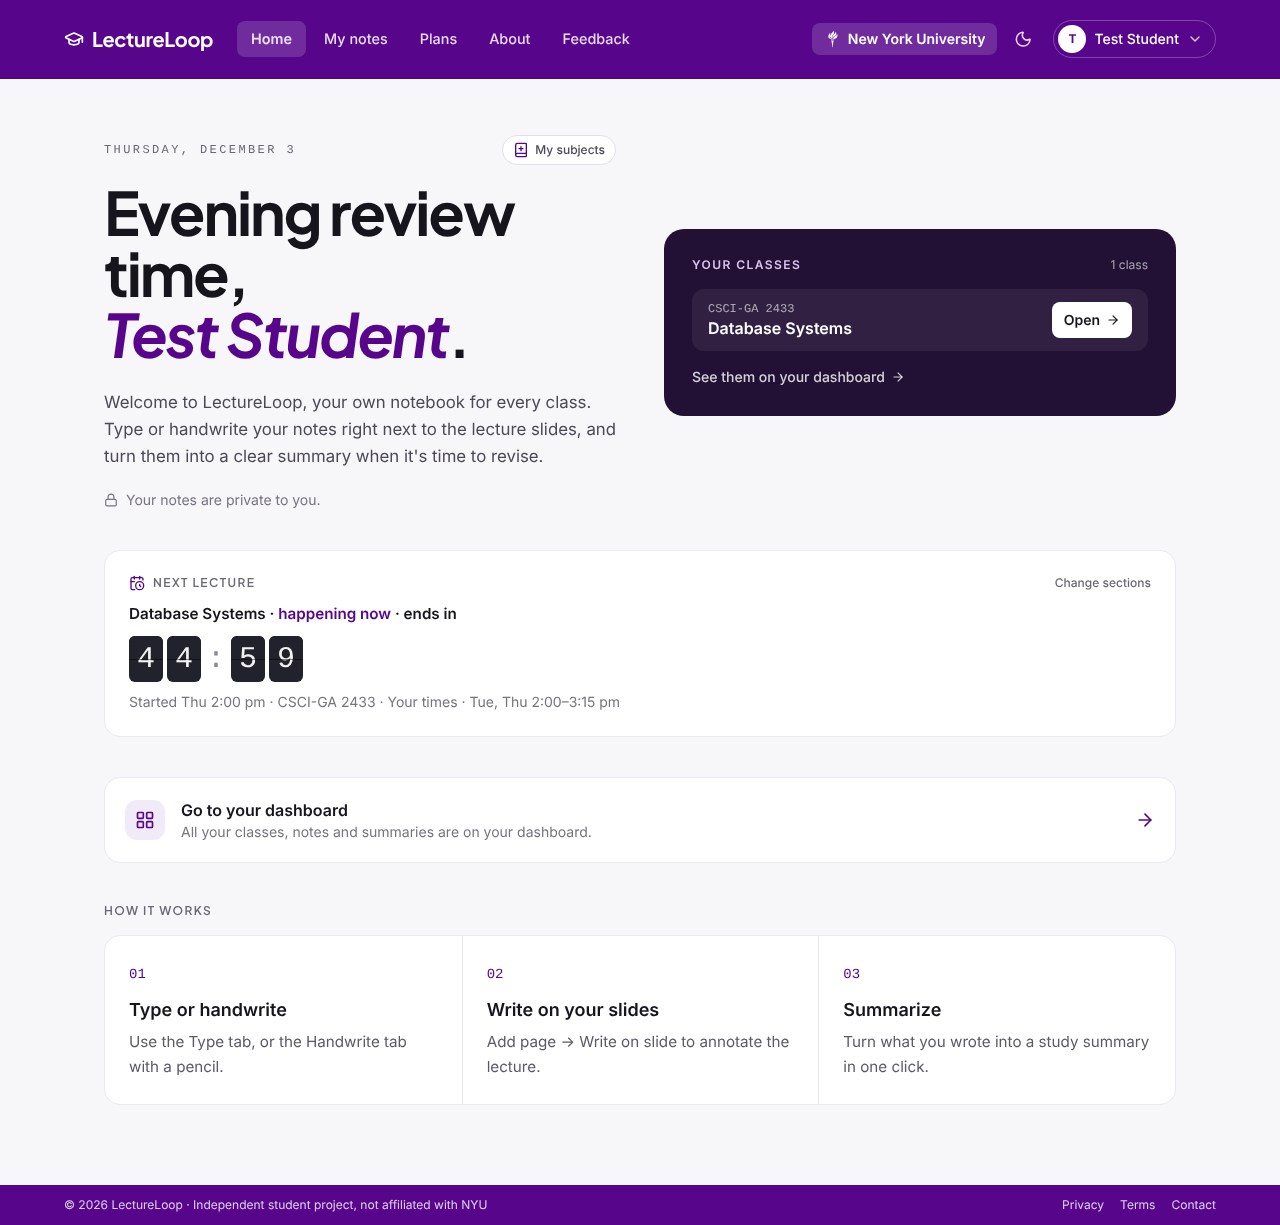 LectureLoop
Home
My notes
Plans
About
Feedback
New York University
T
Test Student
THURSDAY, DECEMBER 3
My subjects
Evening review
time,
Test Student.
Welcome to LectureLoop, your own notebook for every class.
Type or handwrite your notes right next to the lecture slides, and
turn them into a clear summary when it's time to revise.
Your notes are private to you.
YOUR CLASSES
1 class
CSCI-GA 2433
Database Systems
Open →
See them on your dashboard →
NEXT LECTURE
Change sections
Database Systems · happening now · ends in
44:59
Started Thu 2:00 pm · CSCI-GA 2433 · Your times · Tue, Thu 2:00–3:15 pm
Go to your dashboard
All your classes, notes and summaries are on your dashboard.
HOW IT WORKS
01
Type or handwrite
Use the Type tab, or the Handwrite tab
with a pencil.
02
Write on your slides
Add page → Write on slide to annotate the
lecture.
03
Summarize
Turn what you wrote into a study summary
in one click.
© 2026 LectureLoop · Independent student project, not affiliated with NYU
Privacy
Terms
Contact